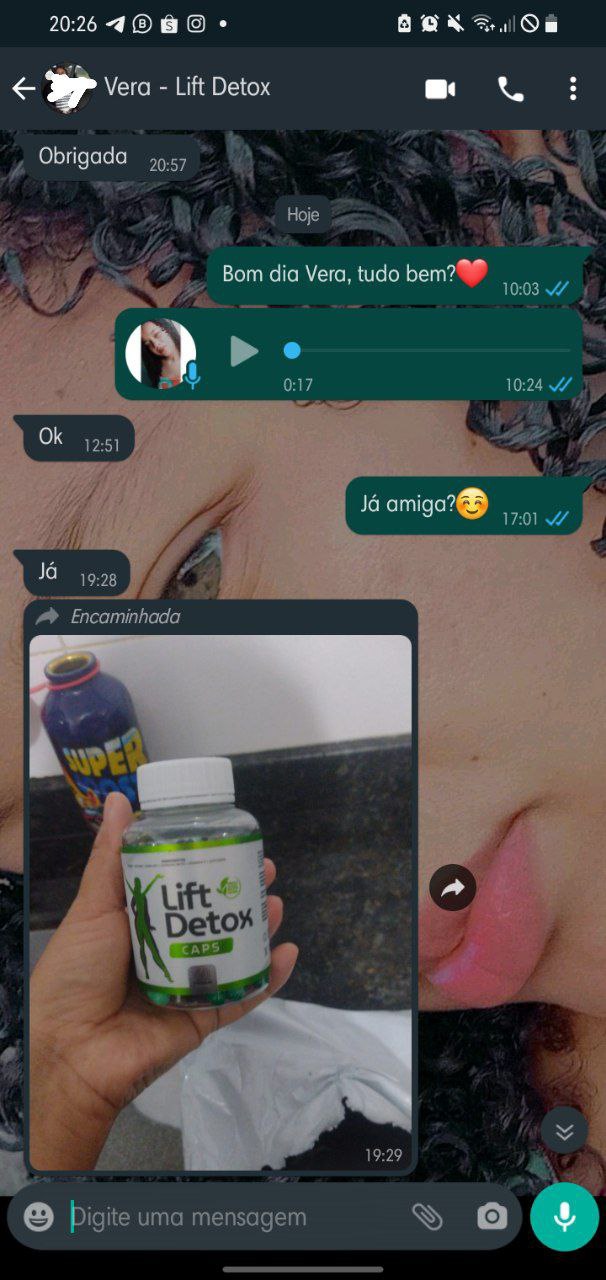 20:26
Vera - Lift Detox
Obrigada 20:57
Hoje
Bom dia Vera, tudo bem?❤️ 10:03
0:17 10:24
Ok 12:51
Já amiga?☺️ 17:01
Já 19:28
Encaminhada
SUPER
Lift
Detox
CAPS
19:29
Digite uma mensagem